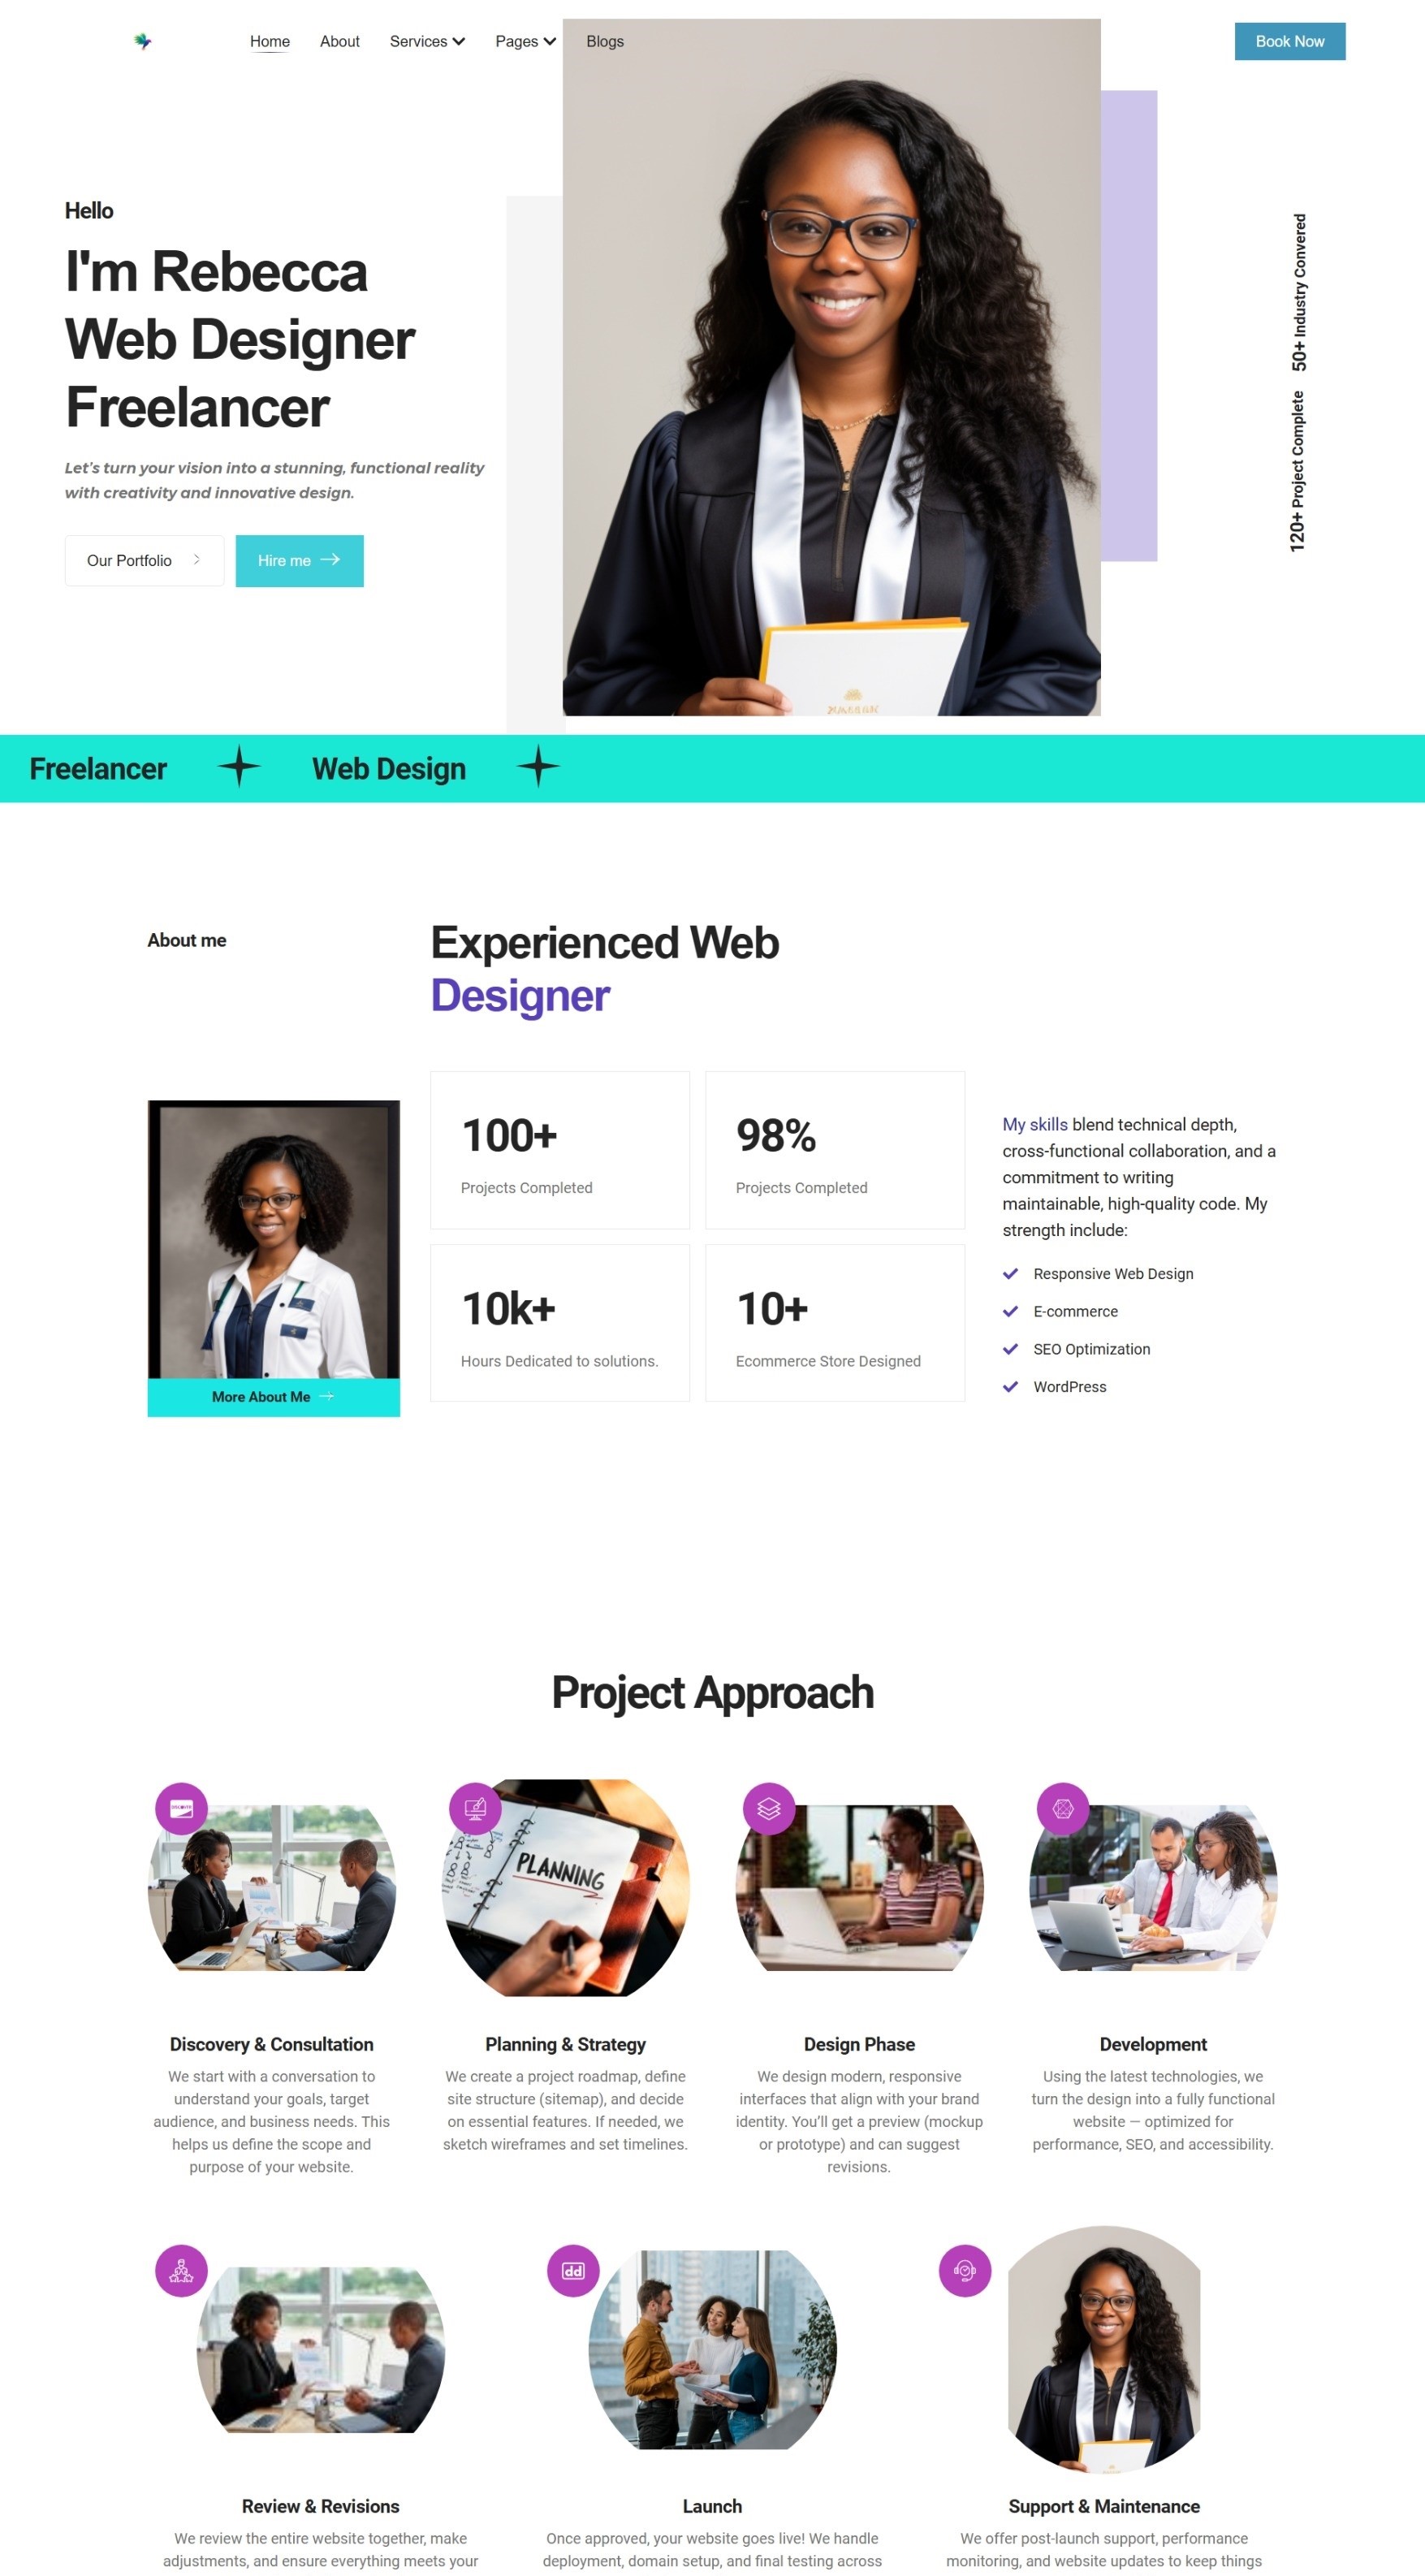 Home
About
Services
Pages
Blogs
Book Now
Hello
I'm Rebecca
Web Designer
Freelancer
Let's turn your vision into a stunning, functional reality
with creativity and innovative design.
Our Portfolio
Hire me
120+ Project Complete
50+ Industry Convered
Freelancer
Web Design
About me
Experienced Web
Designer
More About Me
100+
Projects Completed
98%
Projects Completed
10k+
Hours Dedicated to solutions.
10+
Ecommerce Store Designed
My skills blend technical depth,
cross-functional collaboration, and a
commitment to writing
maintainable, high-quality code. My
strength include:
Responsive Web Design
E-commerce
SEO Optimization
WordPress
Project Approach
DISCOVER
PLANNING
Discovery & Consultation
We start with a conversation to
understand your goals, target
audience, and business needs. This
helps us define the scope and
purpose of your website.
Planning & Strategy
We create a project roadmap, define
site structure (sitemap), and decide
on essential features. If needed, we
sketch wireframes and set timelines.
Design Phase
We design modern, responsive
interfaces that align with your brand
identity. You'll get a preview (mockup
or prototype) and can suggest
revisions.
Development
Using the latest technologies, we
turn the design into a fully functional
website — optimized for
performance, SEO, and accessibility.
dd
Review & Revisions
We review the entire website together, make
adjustments, and ensure everything meets your
Launch
Once approved, your website goes live! We handle
deployment, domain setup, and final testing across
Support & Maintenance
We offer post-launch support, performance
monitoring, and website updates to keep things